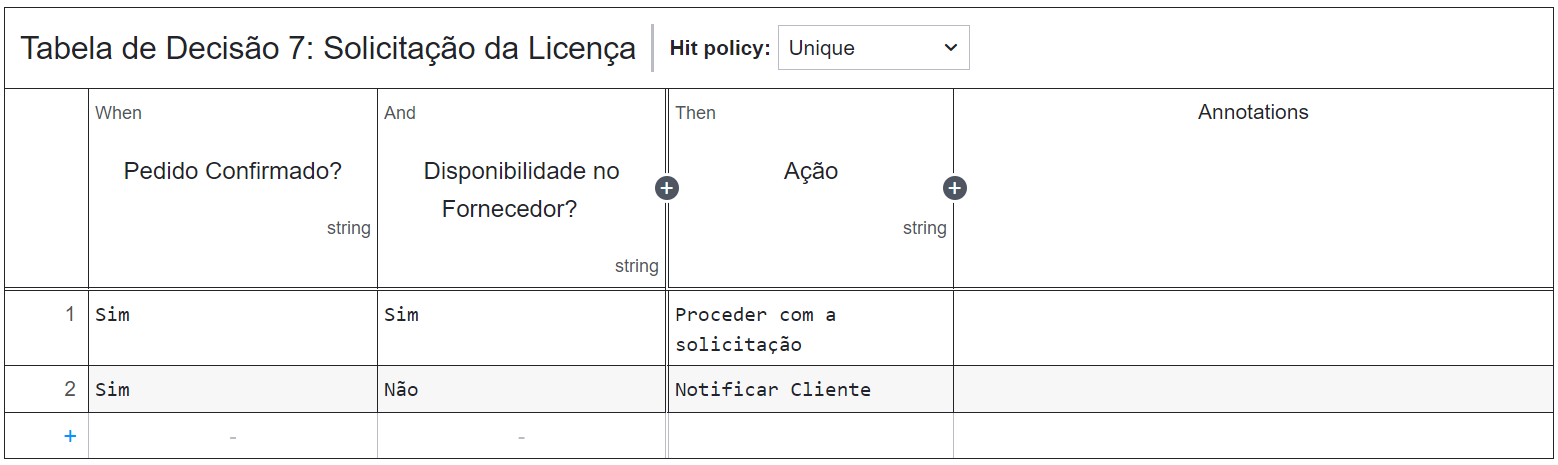 Tabela de Decisão 7: Solicitação da Licença Hit policy: Unique
When And Then Annotations
Pedido Confirmado? Disponibilidade no Ação
Fornecedor?
string string
string
1 Sim Sim Proceder com a
solicitação
2 Sim Não Notificar Cliente
+ - -